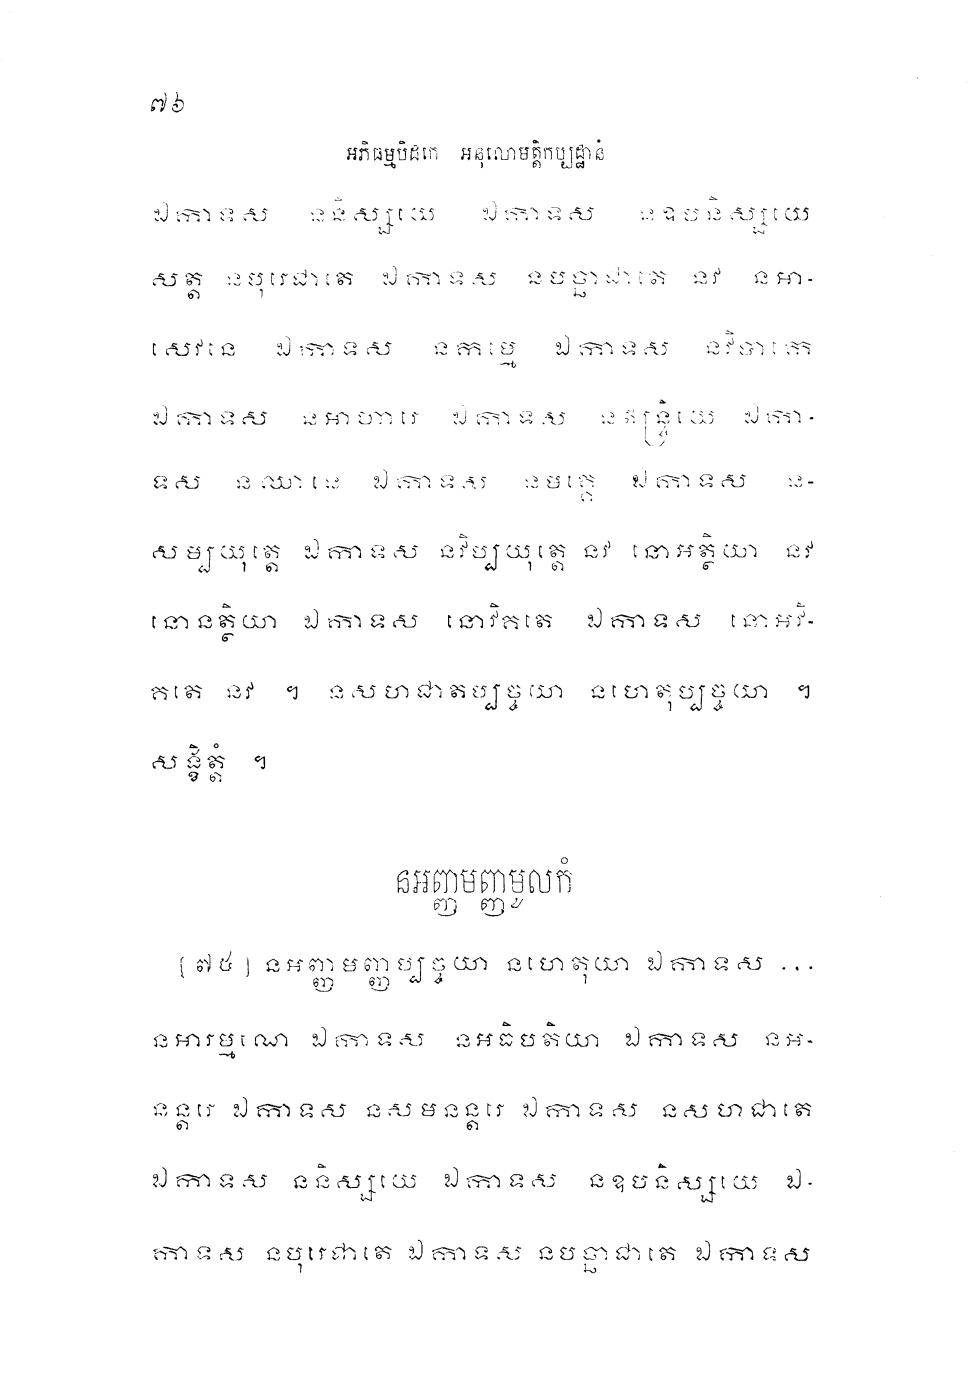 ៧៦
អភិធម្មបិដកេ អនុលោមត្តិកប្បដ្ឋានំ
ឯកាទស ននិស្សយេ ឯកាទស នឧបនិស្សយេ
សត្ត នបុរេជាតេ ឯកាទស នបច្ឆាជាតេ នវ នអា-
សេវនេ ឯកាទស នកម្មេ ឯកាទស នវិបាកេ
ឯកាទស នអាហារេ ឯកាទស នឥន្ទ្រិយេ ឯកា-
ទស នឈានេ ឯកាទស នមគ្គេ ឯកាទស ន-
សម្បយុត្តេ ឯកាទស នវិប្បយុត្តេ នវ នោអត្ថិយា នវ
នោនត្ថិយា ឯកាទស នោវិគតេ ឯកាទស នោអវិ-
គតេ នវ ។ នសហជាតប្បច្ចយា នហេតុប្បច្ចយា ។
សង្ខិត្តំ ។
នអញ្ញមញ្ញមូលកំ
[៧៥] នអញ្ញមញ្ញប្បច្ចយា នហេតុយា ឯកាទស ...
នអារម្មណេ ឯកាទស នអធិបតិយា ឯកាទស នអ-
នន្តរេ ឯកាទស នសមនន្តរេ ឯកាទស នសហជាតេ
ឯកាទស ននិស្សយេ ឯកាទស នឧបនិស្សយេ ឯ-
កាទស នបុរេជាតេ ឯកាទស នបច្ឆាជាតេ ឯកាទស